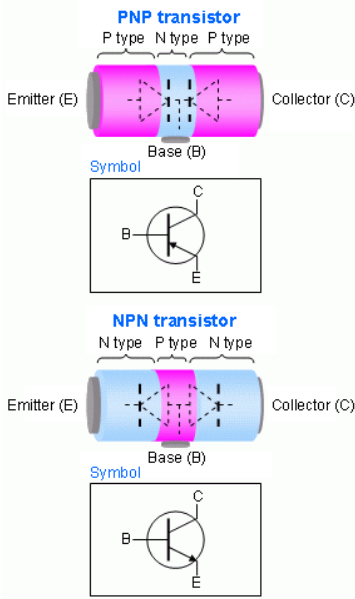 PNP transistor
P type N type P type
Emitter (E) Collector (C)
Base (B)
Symbol
C
B
E
NPN transistor
N type P type N type
Emitter (E) Collector (C)
Base (B)
Symbol
C
B
E